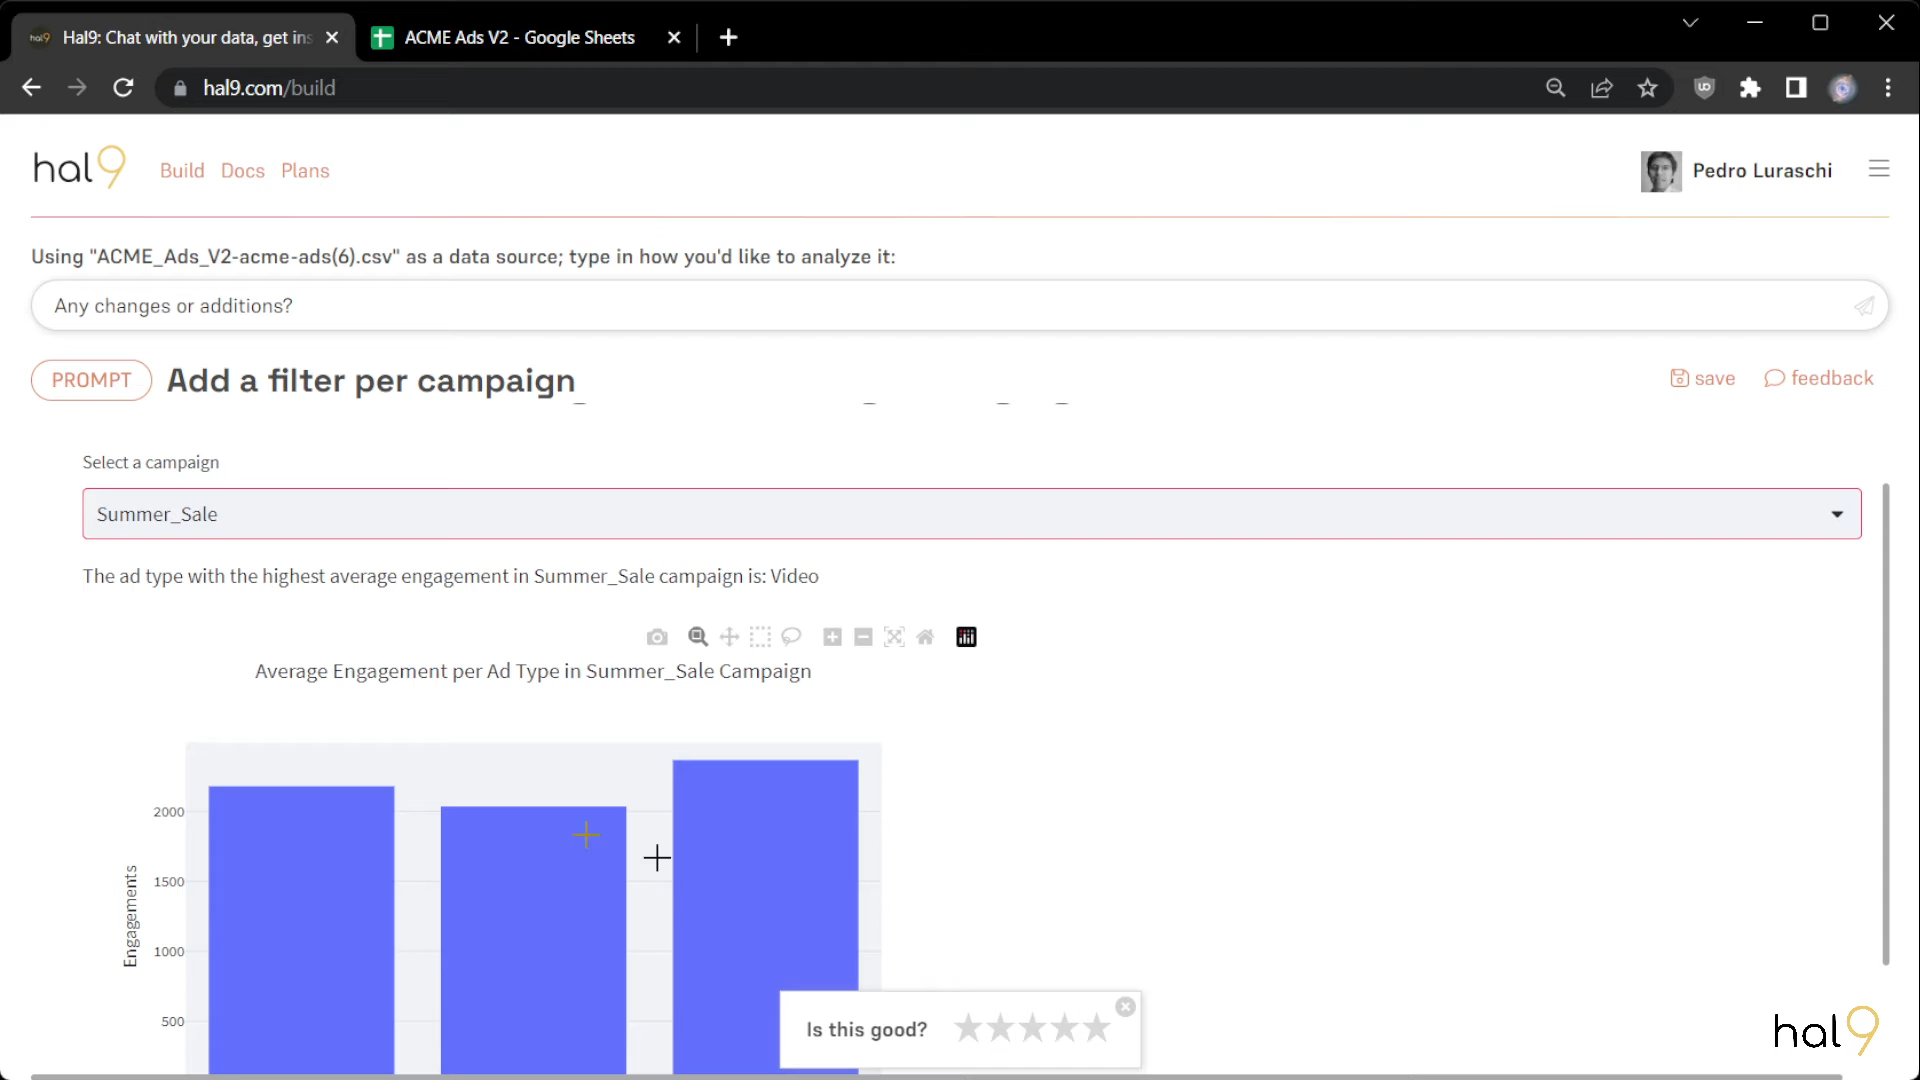 hal9 Hal9: Chat with your data, get ins
ACME Ads V2 - Google Sheets
hal9.com/build
hal9
Build
Docs
Plans
Pedro Luraschi
Using "ACME_Ads_V2-acme-ads(6).csv" as a data source; type in how you'd like to analyze it:
Any changes or additions?
PROMPT
Add a filter per campaign
save
feedback
Select a campaign
Summer_Sale
The ad type with the highest average engagement in Summer_Sale campaign is: Video
Average Engagement per Ad Type in Summer_Sale Campaign
2000
1500
1000
500
Engagements
Is this good?
hal9